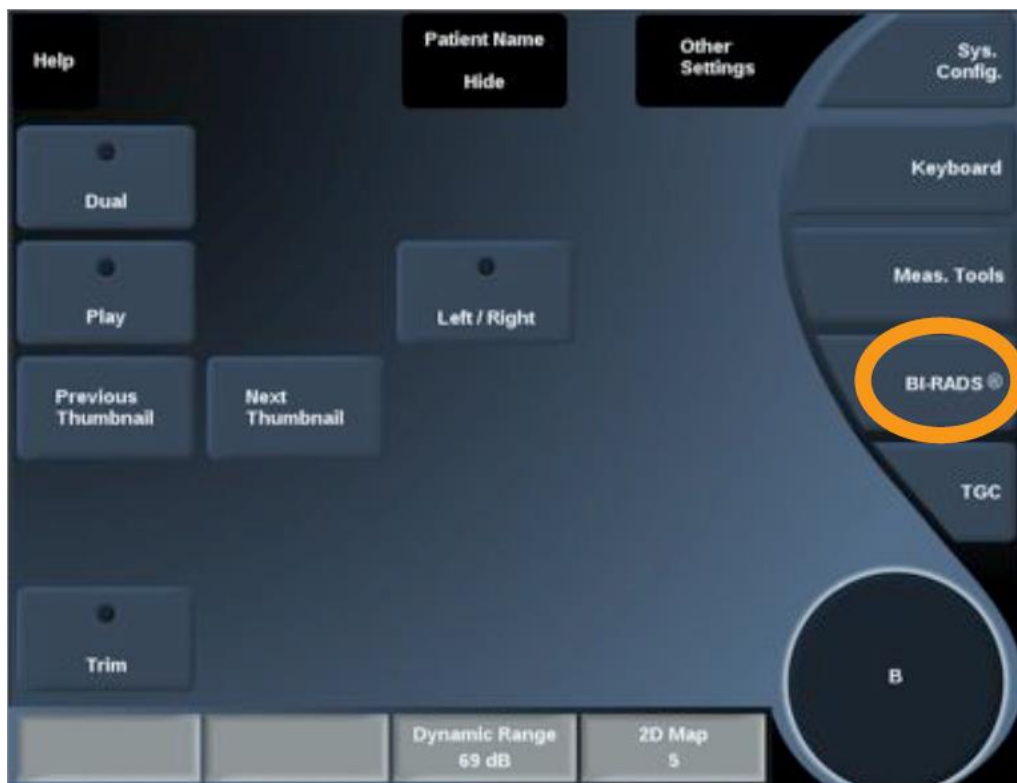 Help
Patient Name
Hide
Other
Settings
Sys.
Config.
Dual
Keyboard
Play
Left / Right
Meas. Tools
Previous
Thumbnail
Next
Thumbnail
BI-RADS ®
TGC
Trim
B
Dynamic Range
69 dB
2D Map
5